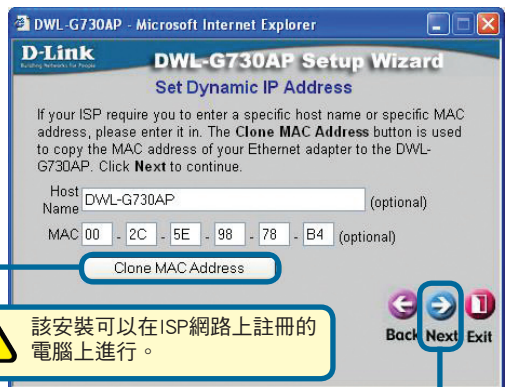 DWL-G730AP - Microsoft Internet Explorer
D-Link
Building Networks for People
DWL-G730AP Setup Wizard
Set Dynamic IP Address
If your ISP require you to enter a specific host name or specific MAC
address, please enter it in. The Clone MAC Address button is used
to copy the MAC address of your Ethernet adapter to the DWL-
G730AP. Click Next to continue.
Host Name DWL-G730AP (optional)
MAC 00 - 2C - 5E - 98 - 78 - B4 (optional)
Clone MAC Address
該安裝可以在ISP網路上註冊的
電腦上進行。
Back Next Exit